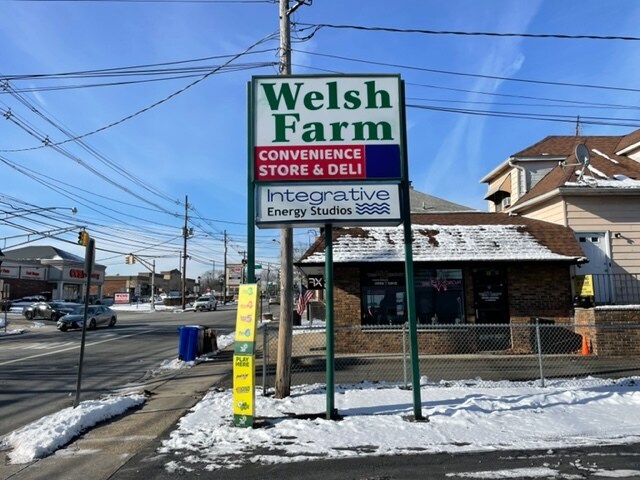 Welsh
Farm
CONVENIENCE
STORE & DELI
Integrative
Energy Studios
PLAY
HERE